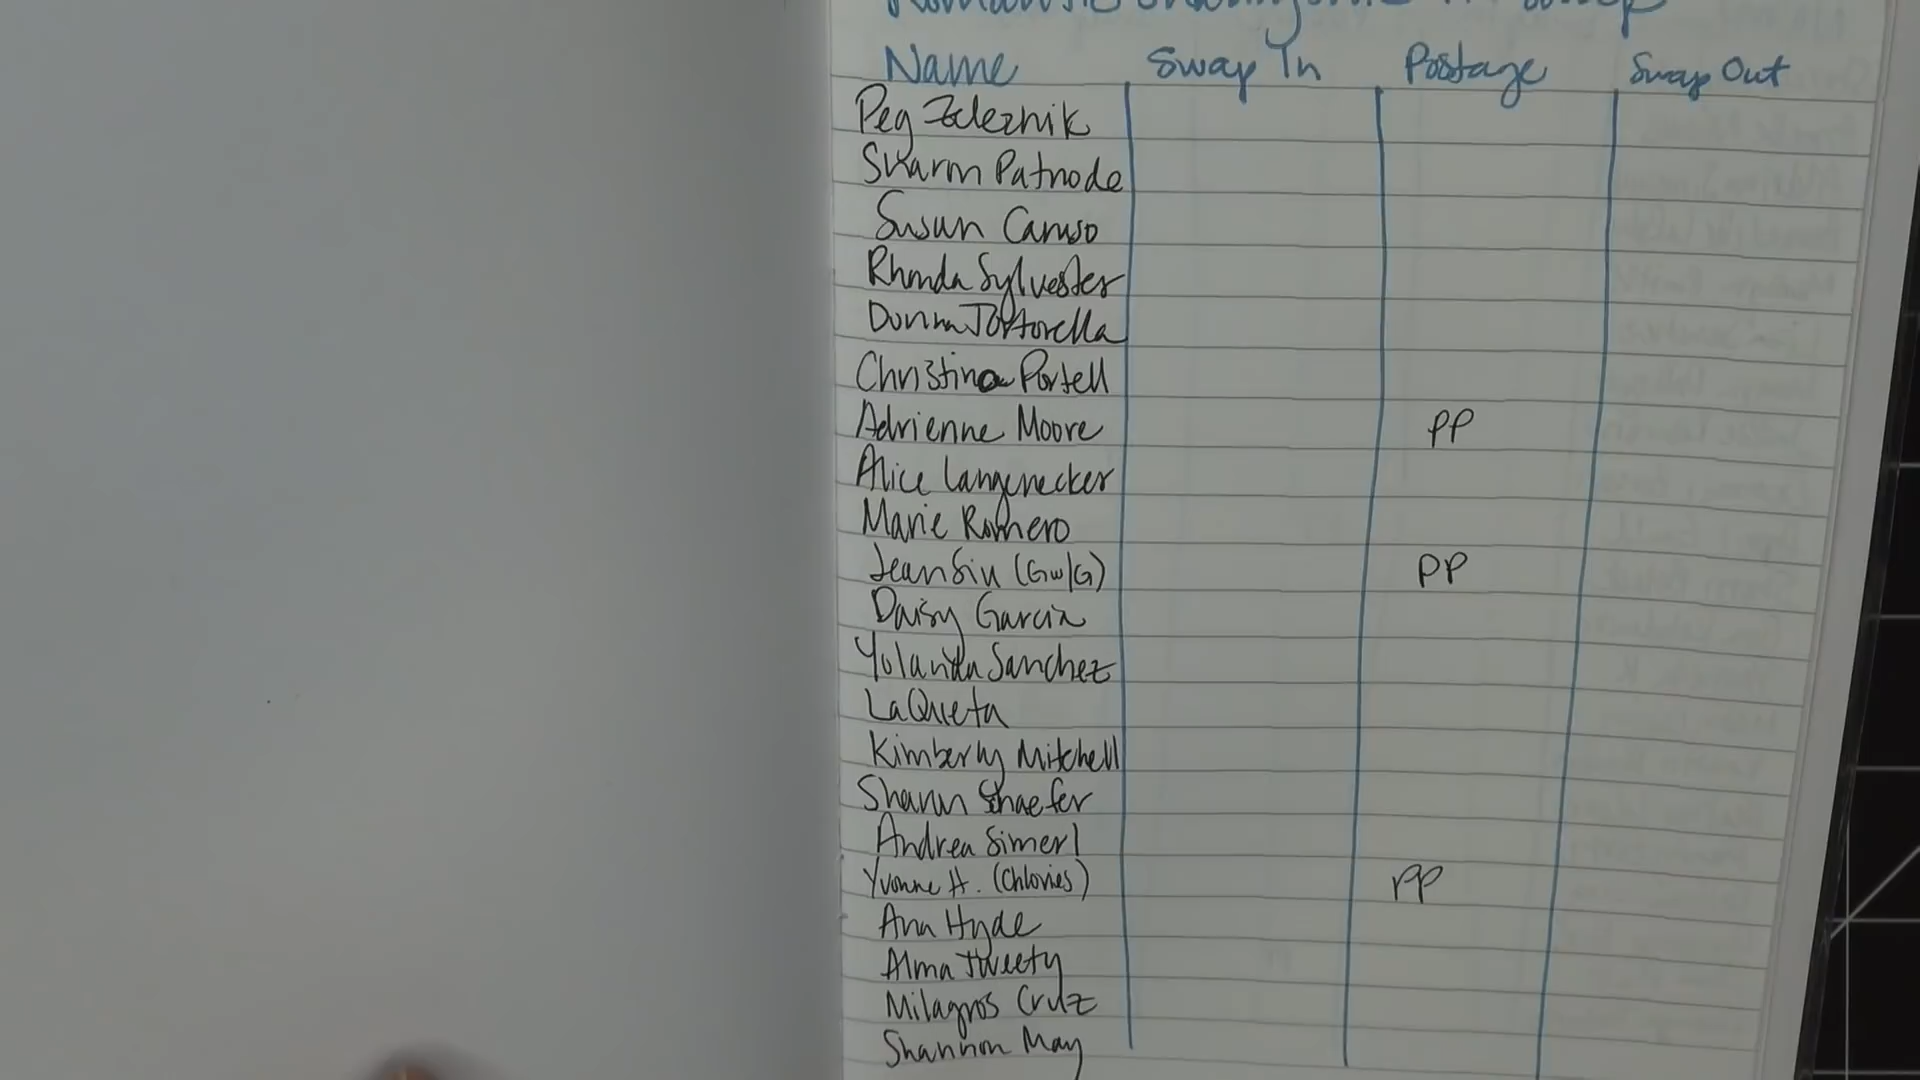 Name Swap In Postage Swap Out
Peg Zeleznik
Sharon Patnode
Susan Caruso
Rhonda Sylvester
Donna Tortorella
Christina Portell
Adrienne Moore PP
Alice Langenecker
Marie Romero
Jean Siu (GW/G) PP
Daisy Garcia
Yolanda Sanchez
LaQueta
Kimberly Mitchell
Sharon Shaefer
Andrea Simerl
Yvonne H. (Chlovies) PP
Ana Hyde
Alma Tweety
Milagros Cruz
Shannon May